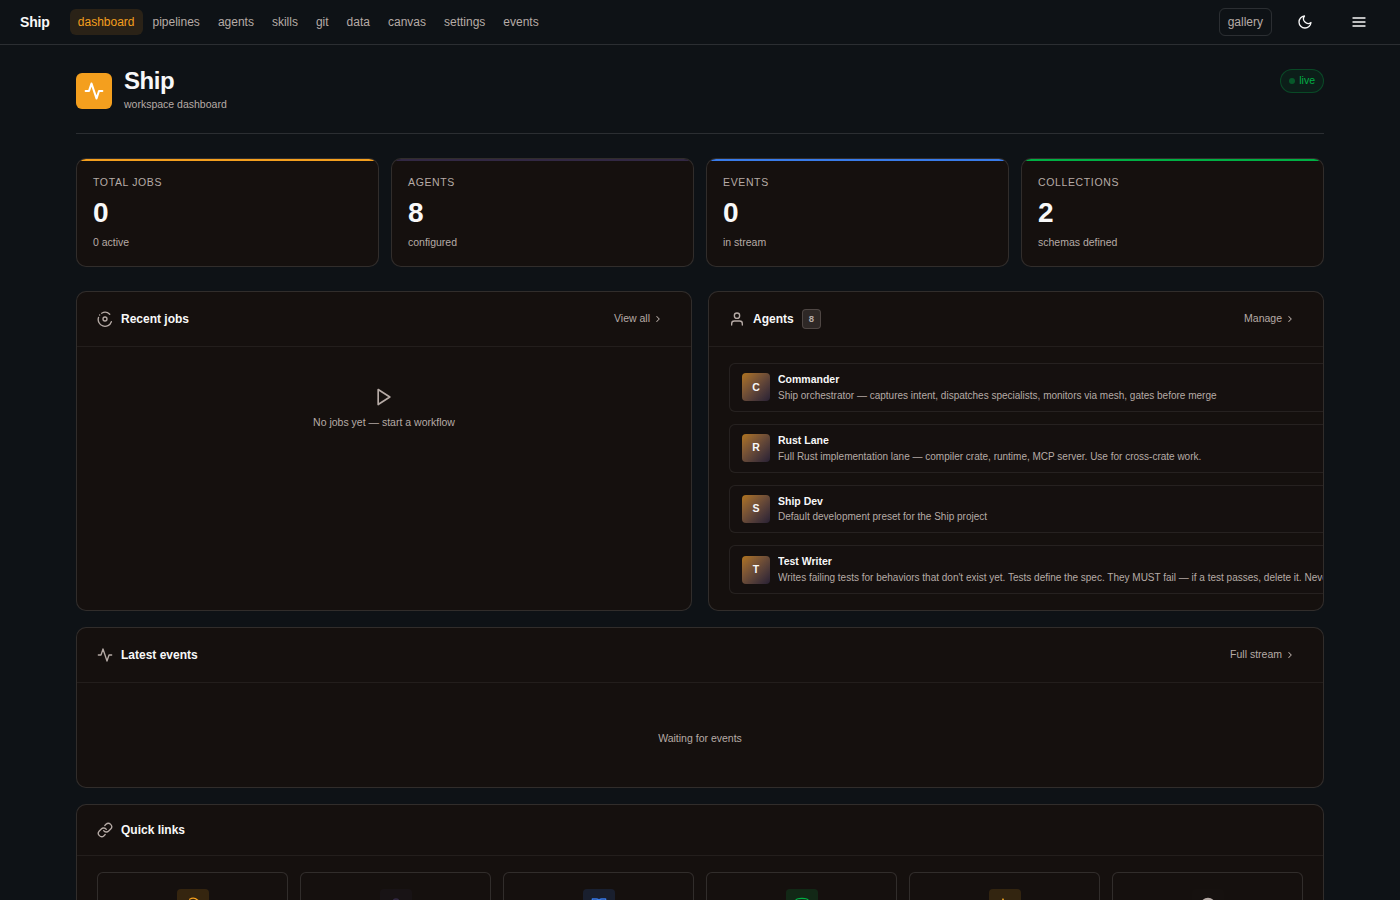 Ship
dashboard
pipelines
agents
skills
git
data
canvas
settings
events
gallery
Ship
workspace dashboard
live
TOTAL JOBS
0
0 active
AGENTS
8
configured
EVENTS
0
in stream
COLLECTIONS
2
schemas defined
Recent jobs
View all
No jobs yet — start a workflow
Agents 8
Manage
C
Commander
Ship orchestrator — captures intent, dispatches specialists, monitors via mesh, gates before merge
R
Rust Lane
Full Rust implementation lane — compiler crate, runtime, MCP server. Use for cross-crate work.
S
Ship Dev
Default development preset for the Ship project
T
Test Writer
Writes failing tests for behaviors that don't exist yet. Tests define the spec. They MUST fail — if a test passes, delete it.
Latest events
Full stream
Waiting for events
Quick links